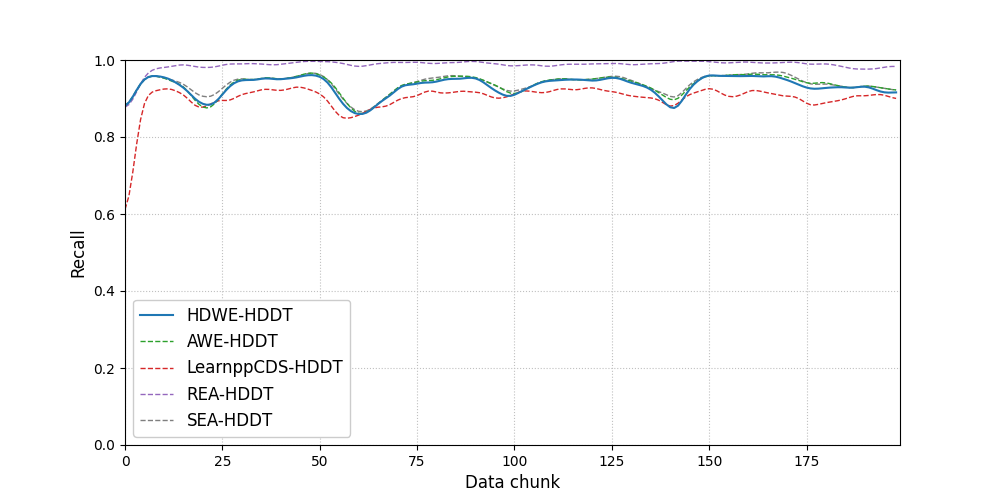 1.0
0.8
0.6
0.4
0.2
0.0
Recall
HDWE-HDDT
AWE-HDDT
LearnppCDS-HDDT
REA-HDDT
SEA-HDDT
0 25 50 75 100 125 150 175
Data chunk